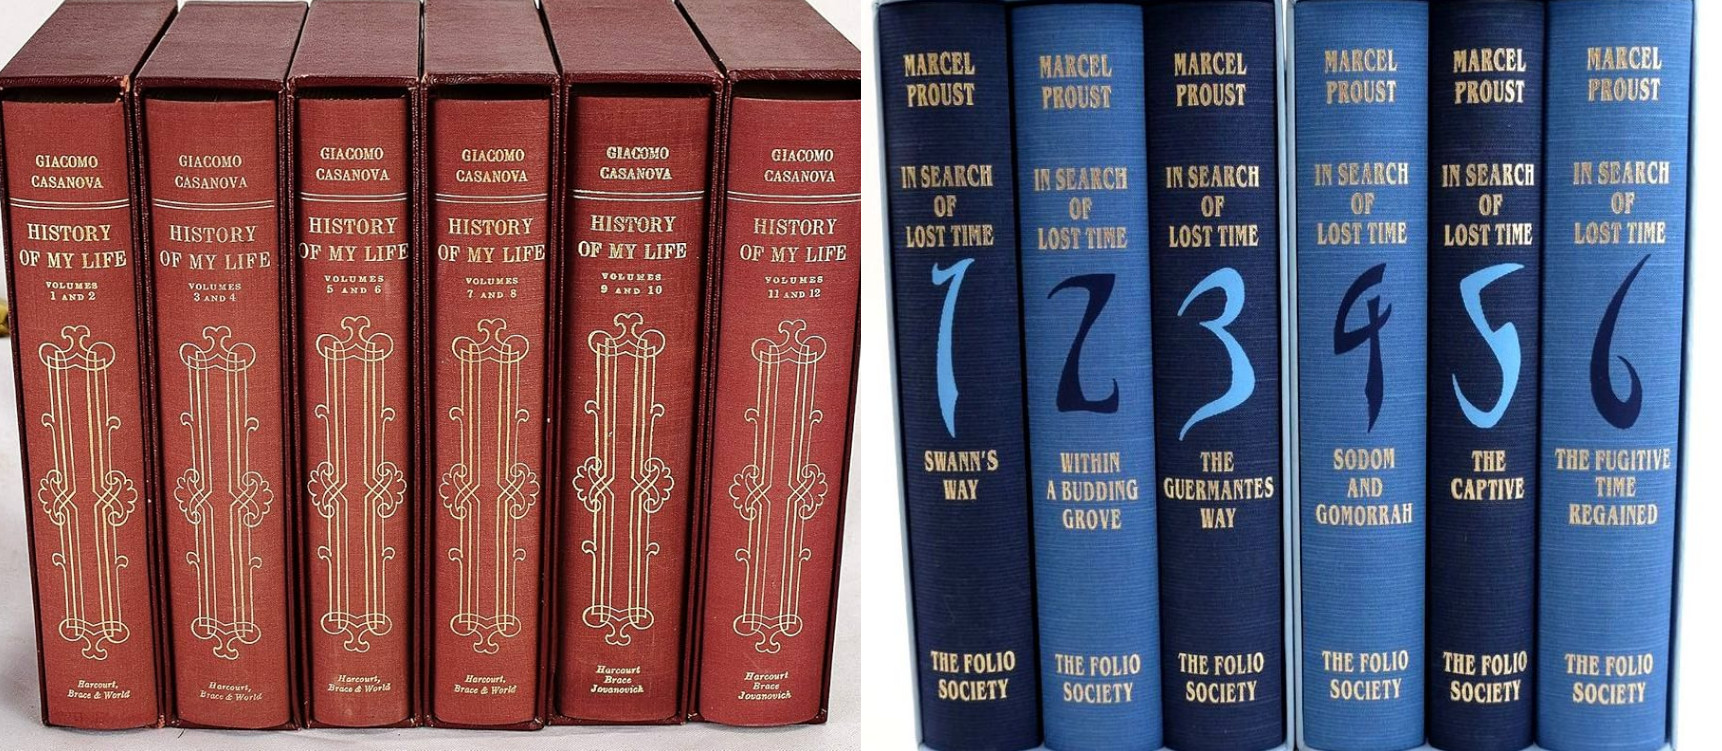 GIACOMO
CASANOVA
HISTORY
OF MY LIFE
VOLUMES
1 AND 2
Harcourt,
Brace & World
GIACOMO
CASANOVA
HISTORY
OF MY LIFE
VOLUMES
3 AND 4
Harcourt,
Brace & World
GIACOMO
CASANOVA
HISTORY
OF MY LIFE
VOLUMES
5 AND 6
Harcourt,
Brace & World
GIACOMO
CASANOVA
HISTORY
OF MY LIFE
VOLUMES
7 AND 8
Harcourt,
Brace & World
GIACOMO
CASANOVA
HISTORY
OF MY LIFE
VOLUMES
9 AND 10
Harcourt
Brace
Jovanovich
GIACOMO
CASANOVA
HISTORY
OF MY LIFE
VOLUMES
11 AND 12
Harcourt
Brace
Jovanovich
MARCEL
PROUST
IN SEARCH
OF
LOST TIME
1
SWANN'S
WAY
THE FOLIO
SOCIETY
MARCEL
PROUST
IN SEARCH
OF
LOST TIME
2
WITHIN
A BUDDING
GROVE
THE FOLIO
SOCIETY
MARCEL
PROUST
IN SEARCH
OF
LOST TIME
3
THE
GUERMANTES
WAY
THE FOLIO
SOCIETY
MARCEL
PROUST
IN SEARCH
OF
LOST TIME
4
SODOM
AND
GOMORRAH
THE FOLIO
SOCIETY
MARCEL
PROUST
IN SEARCH
OF
LOST TIME
5
THE
CAPTIVE
THE FOLIO
SOCIETY
MARCEL
PROUST
IN SEARCH
OF
LOST TIME
6
THE FUGITIVE
TIME
REGAINED
THE FOLIO
SOCIETY